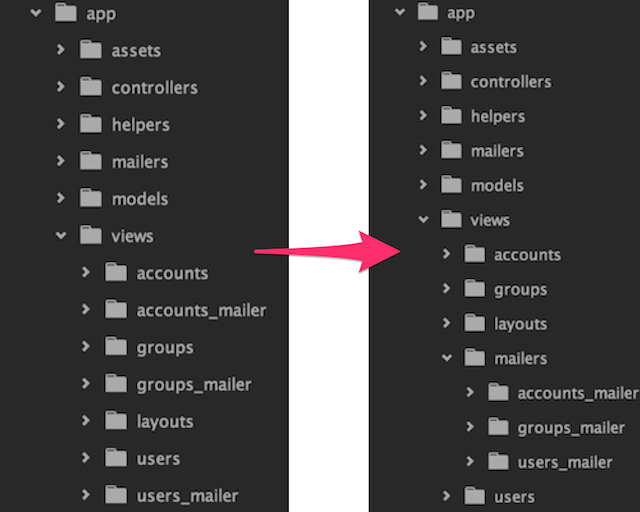 app
assets
controllers
helpers
mailers
models
views
accounts
accounts_mailer
groups
groups_mailer
layouts
users
users_mailer
app
assets
controllers
helpers
mailers
models
views
accounts
groups
layouts
mailers
accounts_mailer
groups_mailer
users_mailer
users